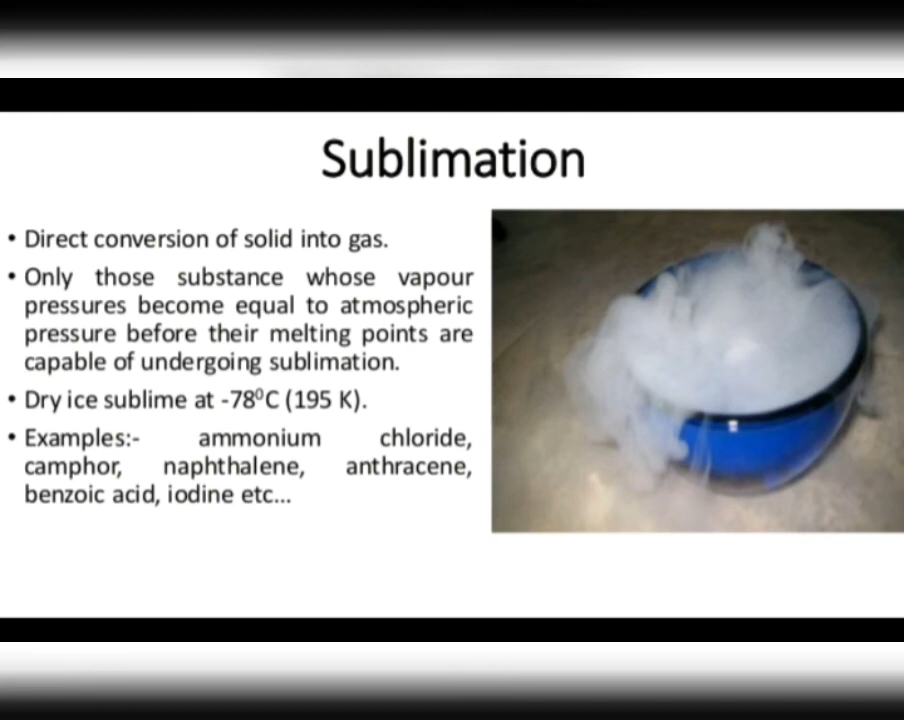 Sublimation
• Direct conversion of solid into gas.
• Only those substance whose vapour
pressures become equal to atmospheric
pressure before their melting points are
capable of undergoing sublimation.
• Dry ice sublime at -78⁰C (195 K).
• Examples:- ammonium chloride,
camphor, naphthalene, anthracene,
benzoic acid, iodine etc...